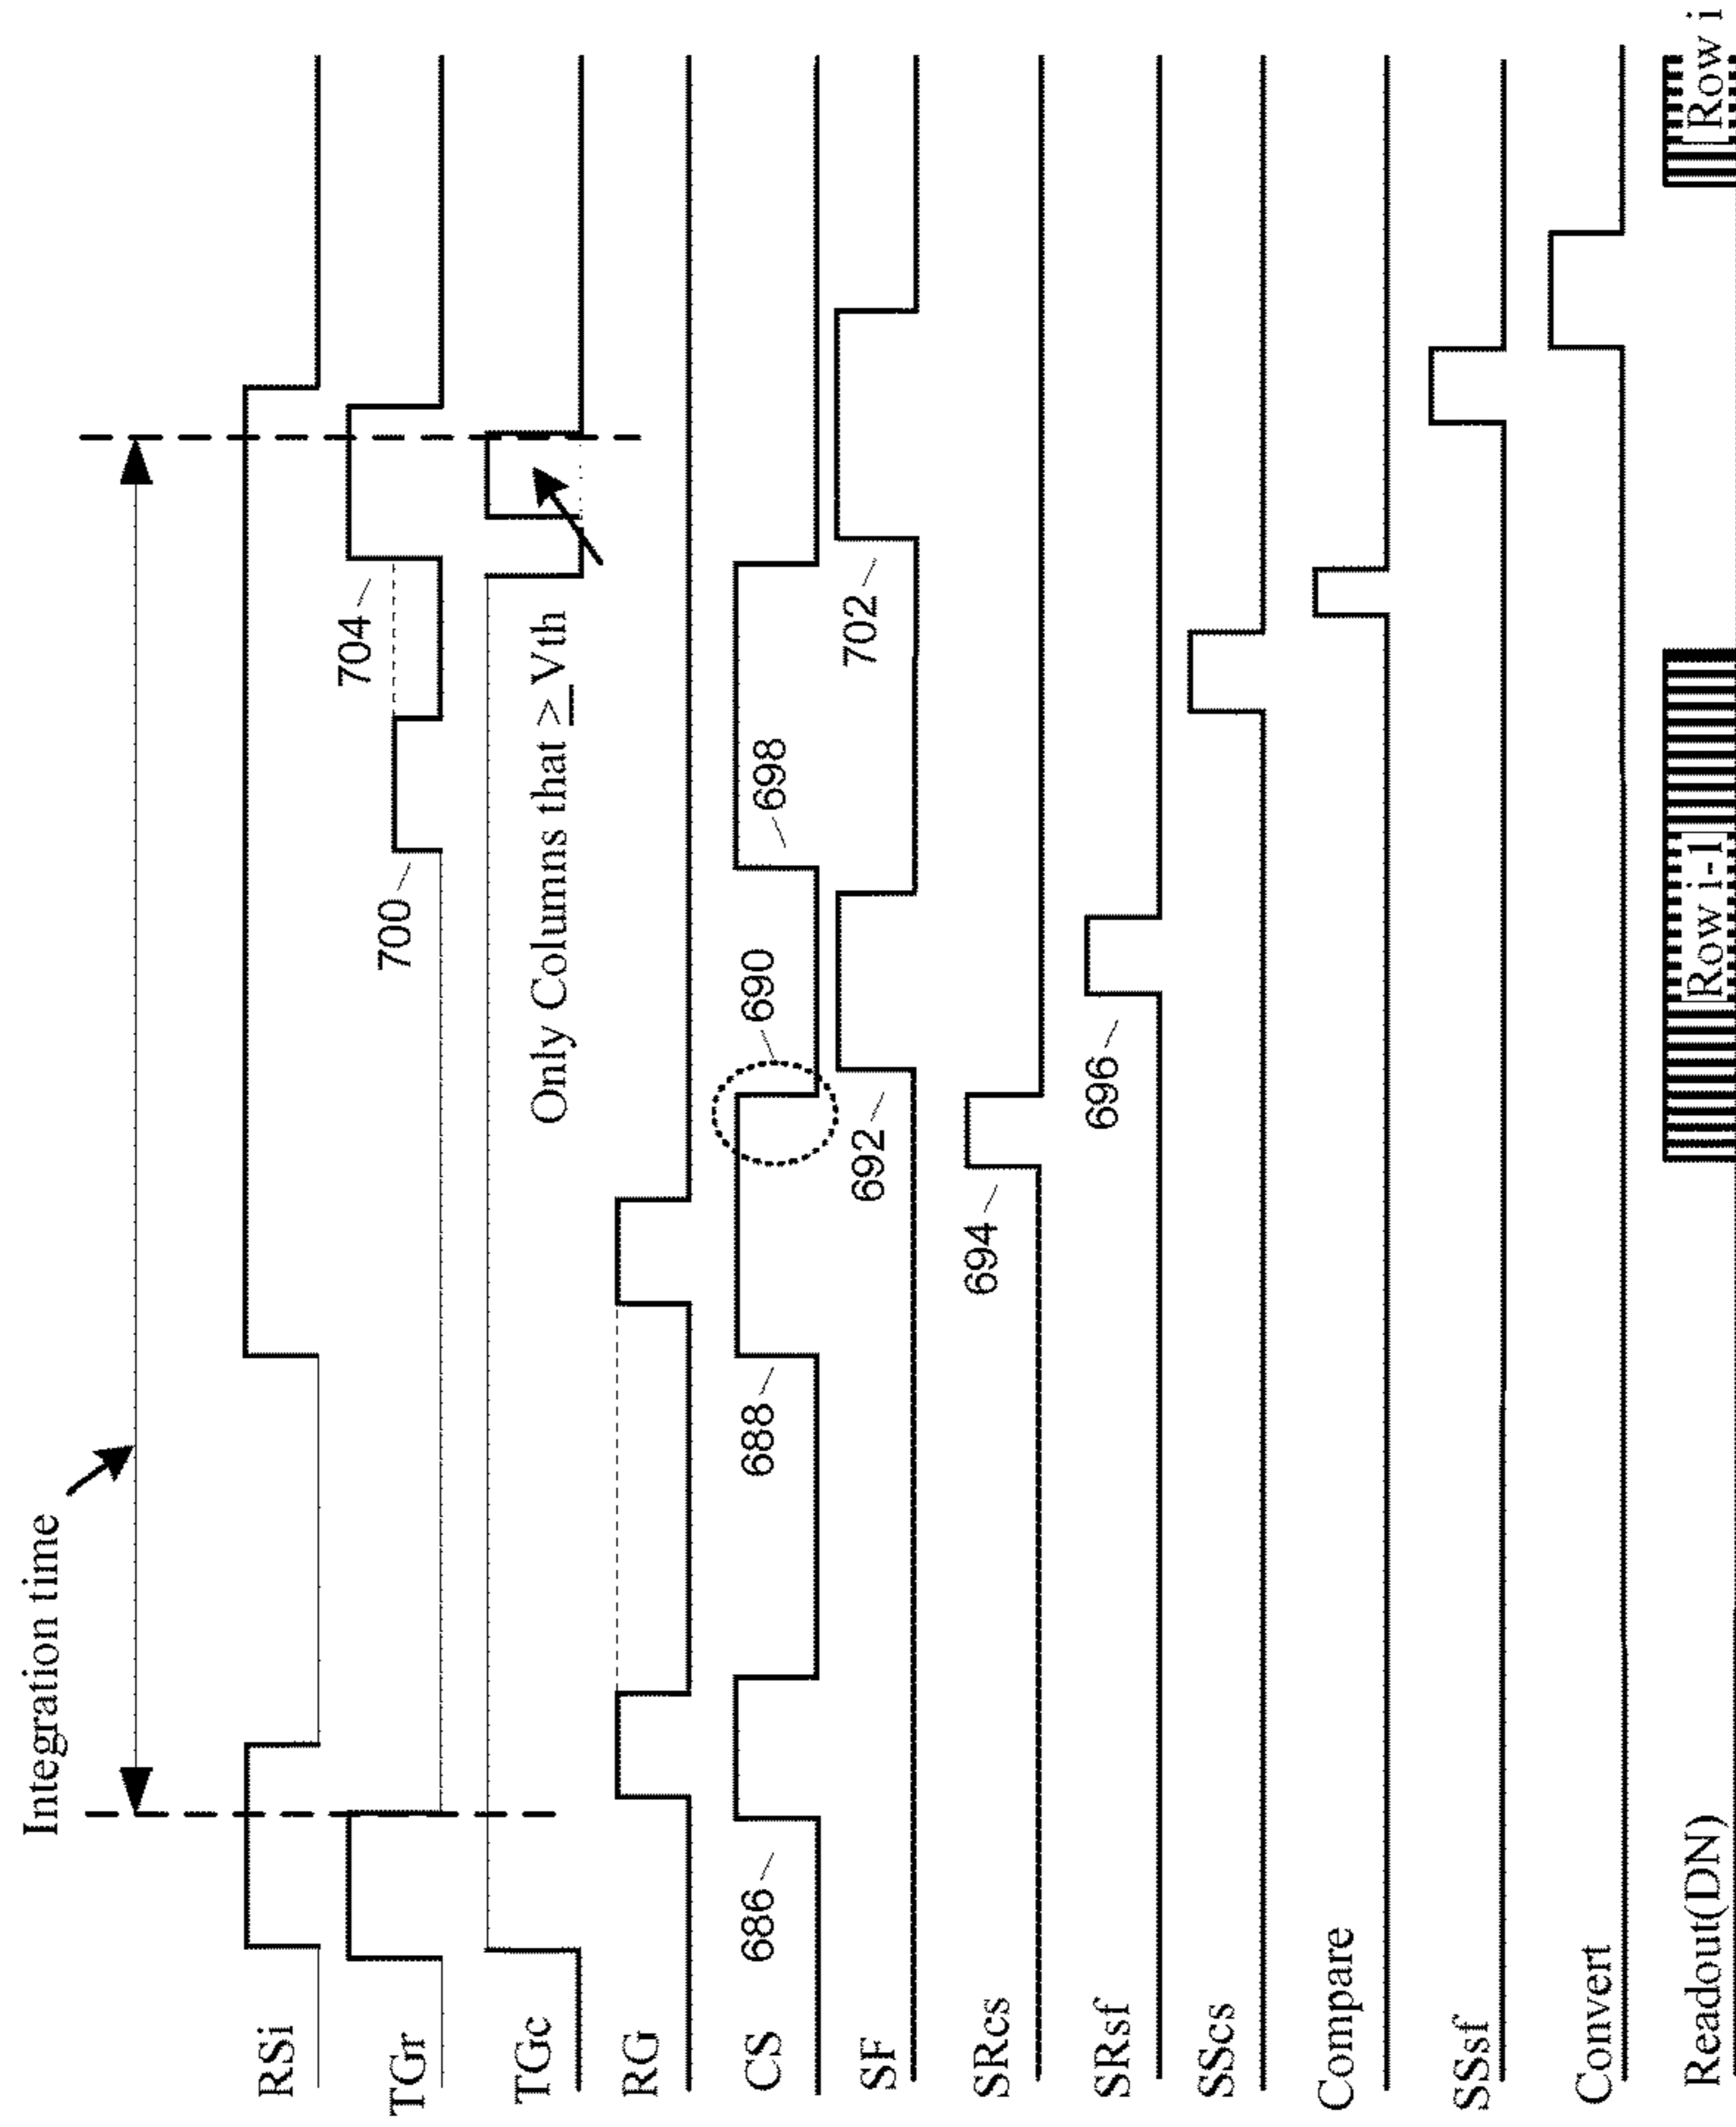 Integration time
RSi
TGr
700
704
TGc
Only Columns that ≥ Vth
RG
CS
686
688
690
698
SF
692
702
SRcs
694
SRsf
696
SScs
Compare
SSsf
Convert
Readout(DN)
Row i-1
Row i